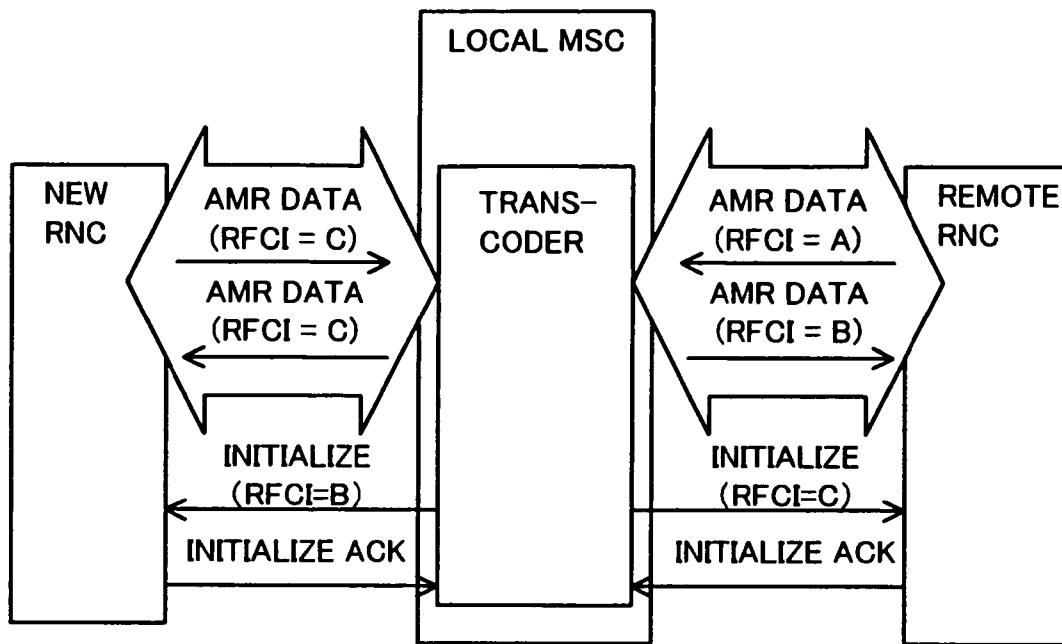 LOCAL MSC
NEW
RNC
AMR DATA
(RFCI = C)
AMR DATA
(RFCI = C)
TRANS-
CODER
AMR DATA
(RFCI = A)
AMR DATA
(RFCI = B)
REMOTE
RNC
INITIALIZE
(RFCI=B)
INITIALIZE
(RFCI=C)
INITIALIZE ACK
INITIALIZE ACK